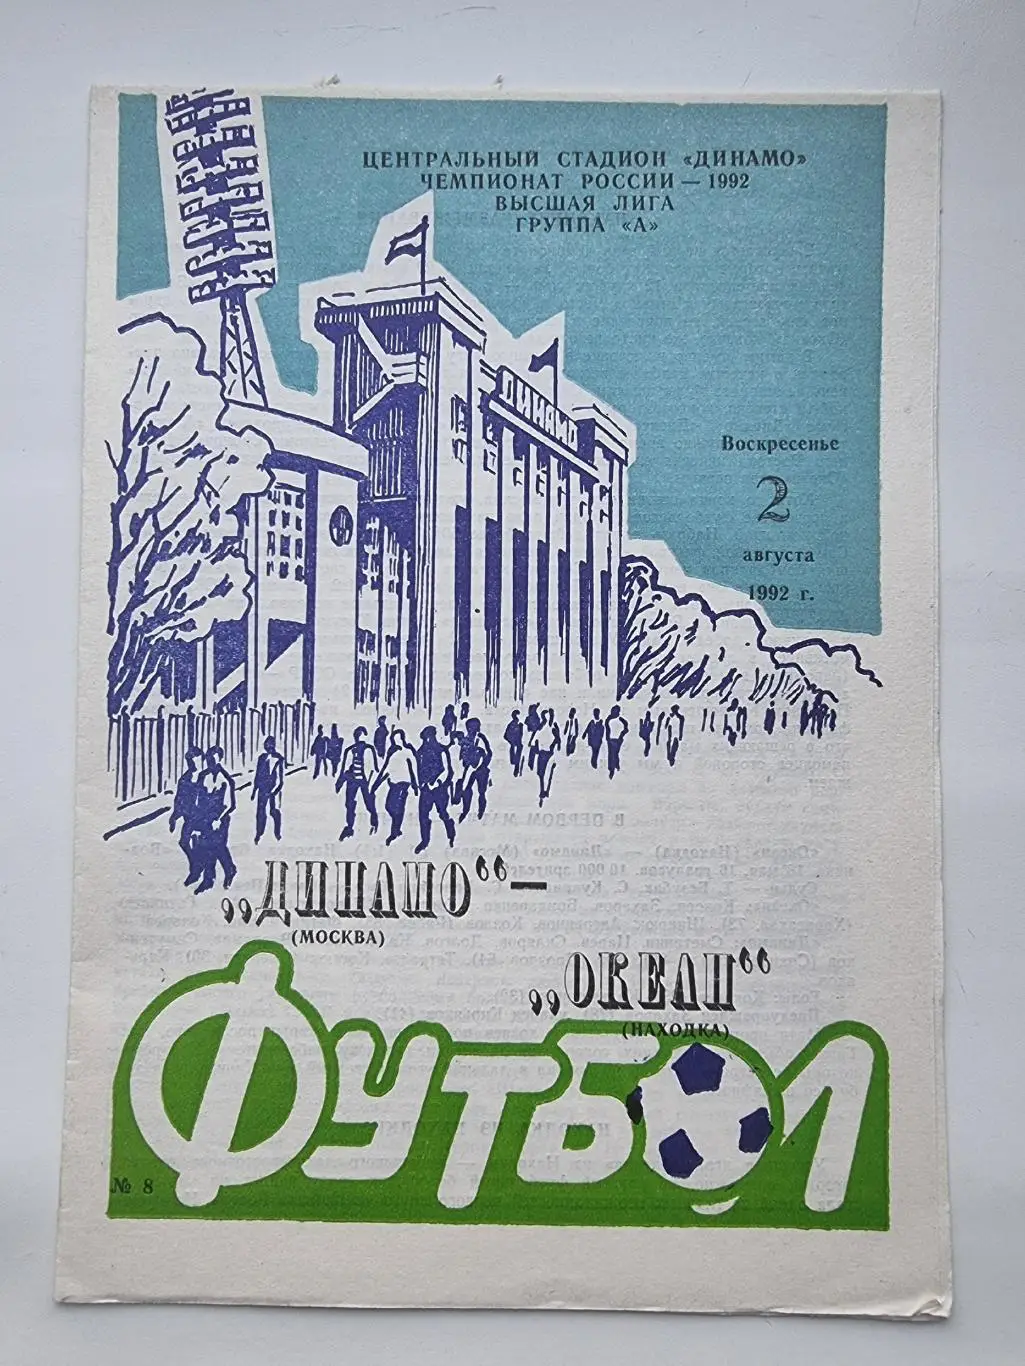 ЦЕНТРАЛЬНЫЙ СТАДИОН «ДИНАМО»
ЧЕМПИОНАТ РОССИИ — 1992
ВЫСШАЯ ЛИГА
ГРУППА «А»
ДИНАМО
Воскресенье
2
августа
1992 г.
„ДИНАМО“ —
(МОСКВА)
„ОКЕАН“
(НАХОДКА)
ФУТБОЛ
№ 8